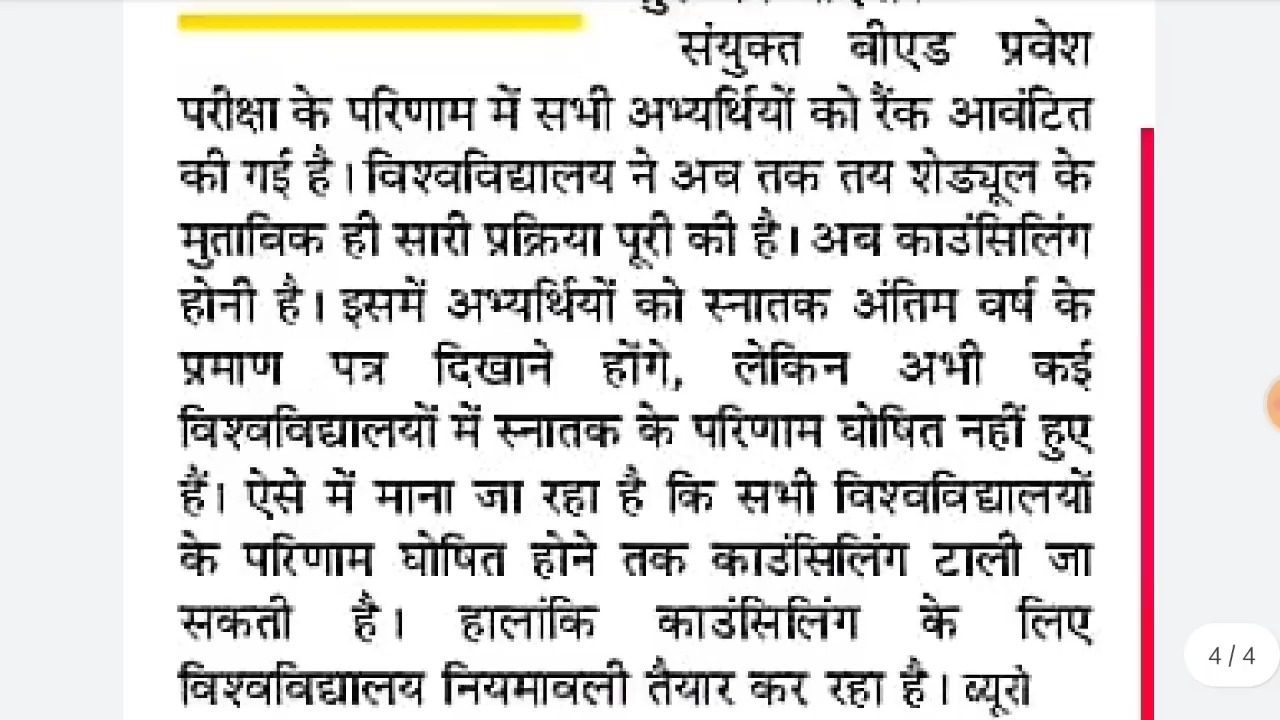 संयुक्त बीएड प्रवेश
परीक्षा के परिणाम में सभी अभ्यर्थियों को रैंक आवंटित
की गई है। विश्वविद्यालय ने अब तक तय शेड्यूल के
मुताबिक ही सारी प्रक्रिया पूरी की है। अब काउंसिलिंग
होनी है। इसमें अभ्यर्थियों को स्नातक अंतिम वर्ष के
प्रमाण पत्र दिखाने होंगे, लेकिन अभी कई
विश्वविद्यालयों में स्नातक के परिणाम घोषित नहीं हुए
हैं। ऐसे में माना जा रहा है कि सभी विश्वविद्यालयों
के परिणाम घोषित होने तक काउंसिलिंग टाली जा
सकती है। हालांकि काउंसिलिंग के लिए
विश्वविद्यालय नियमावली तैयार कर रहा है। ब्यूरो
4 / 4